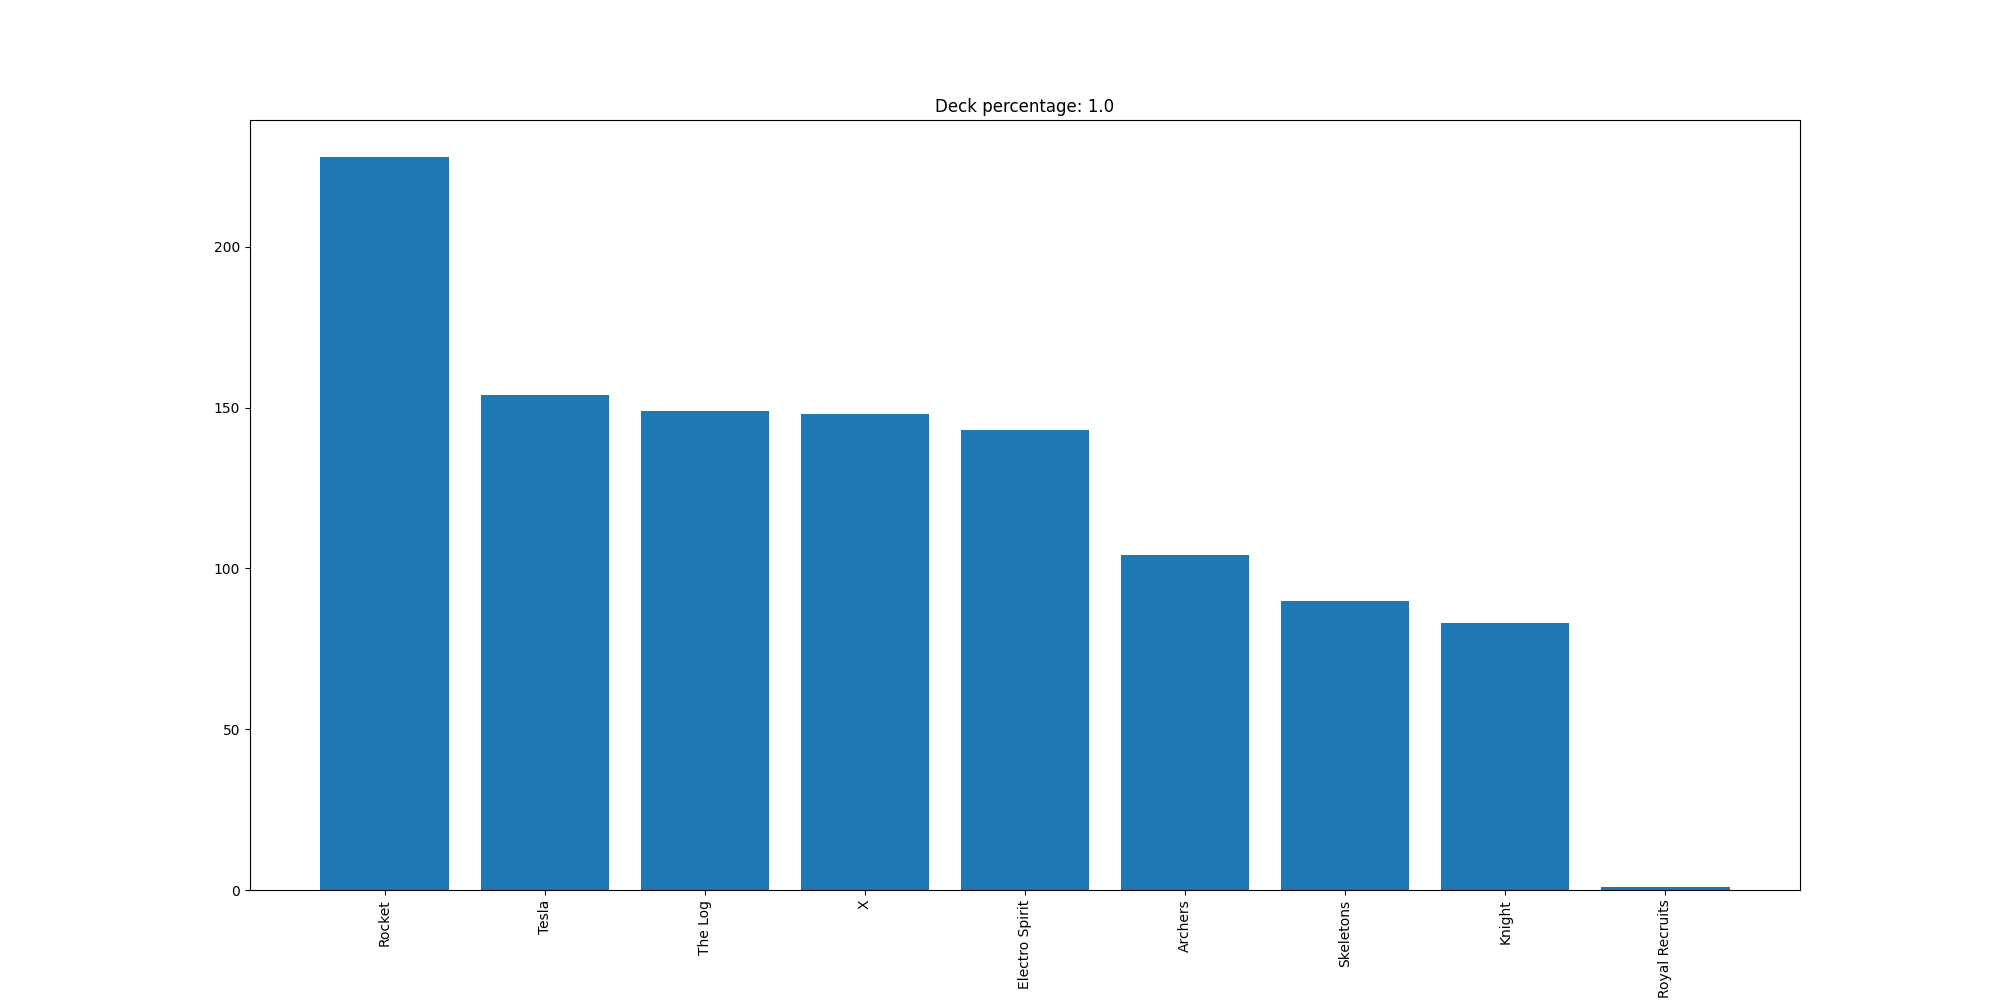 Deck percentage: 1.0
200
150
100
50
0
Rocket
Tesla
The Log
X
Electro Spirit
Archers
Skeletons
Knight
Royal Recruits